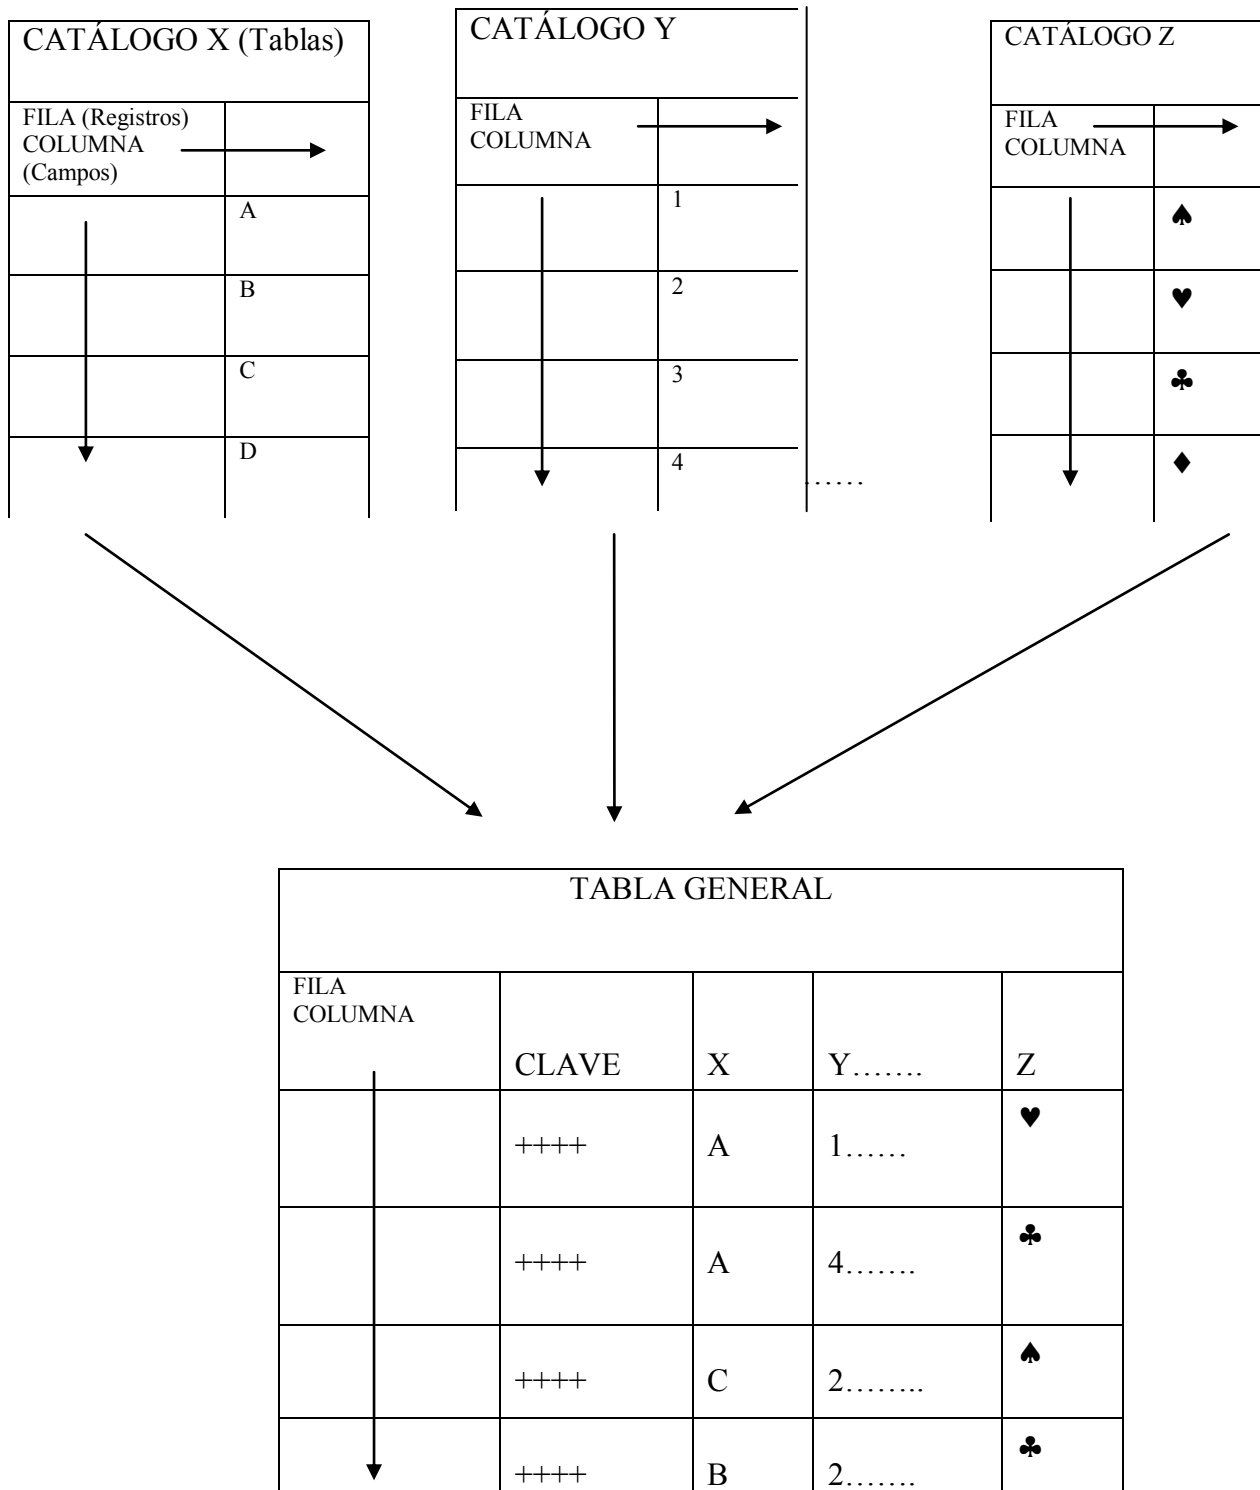 CATÁLOGO X (Tablas)
FILA (Registros)
COLUMNA
(Campos)
A
B
C
D
CATÁLOGO Y
FILA
COLUMNA
1
2
3
4
......
CATÁLOGO Z
FILA
COLUMNA
♠
♥
♣
♦
TABLA GENERAL
FILA
COLUMNA
CLAVE X Y……. Z
++++ A 1…… ♥
++++ A 4……. ♣
++++ C 2…….. ♠
++++ B 2……. ♣